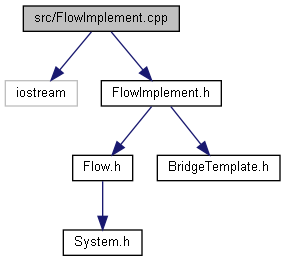 src/FlowImplement.cpp
iostream
FlowImplement.h
Flow.h
BridgeTemplate.h
System.h